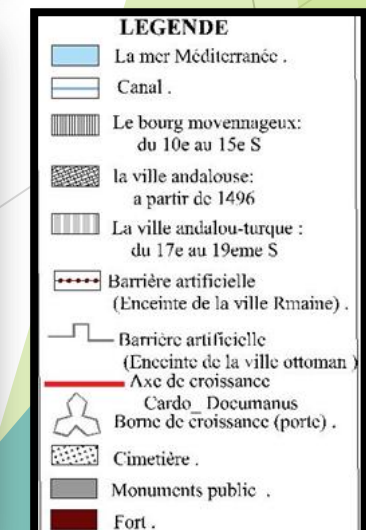 LEGENDE
La mer Méditerranée .
Canal .
Le bourg movennageux:
du 10e au 15e S
la ville andalouse:
a partir de 1496
La ville andalou-turque :
du 17e au 19eme S
Barrière artificielle
(Enceinte de la ville Rmaine) .
Barrière artificielle
(Enceinte de la ville ottoman )
Axe de croissance
Cardo_ Documanus
Borne de croissance (porte) .
Cimetière .
Monuments public .
Fort .